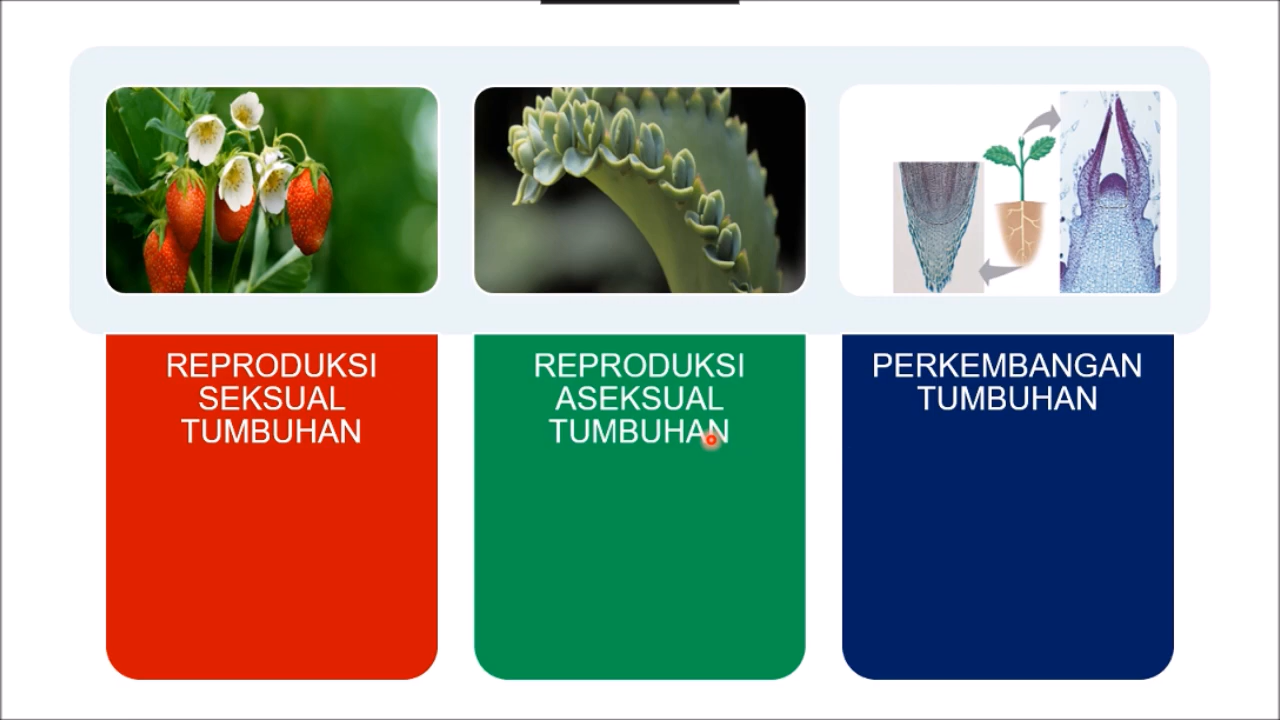 REPRODUKSI
SEKSUAL
TUMBUHAN
REPRODUKSI
ASEKSUAL
TUMBUHAN
PERKEMBANGAN
TUMBUHAN